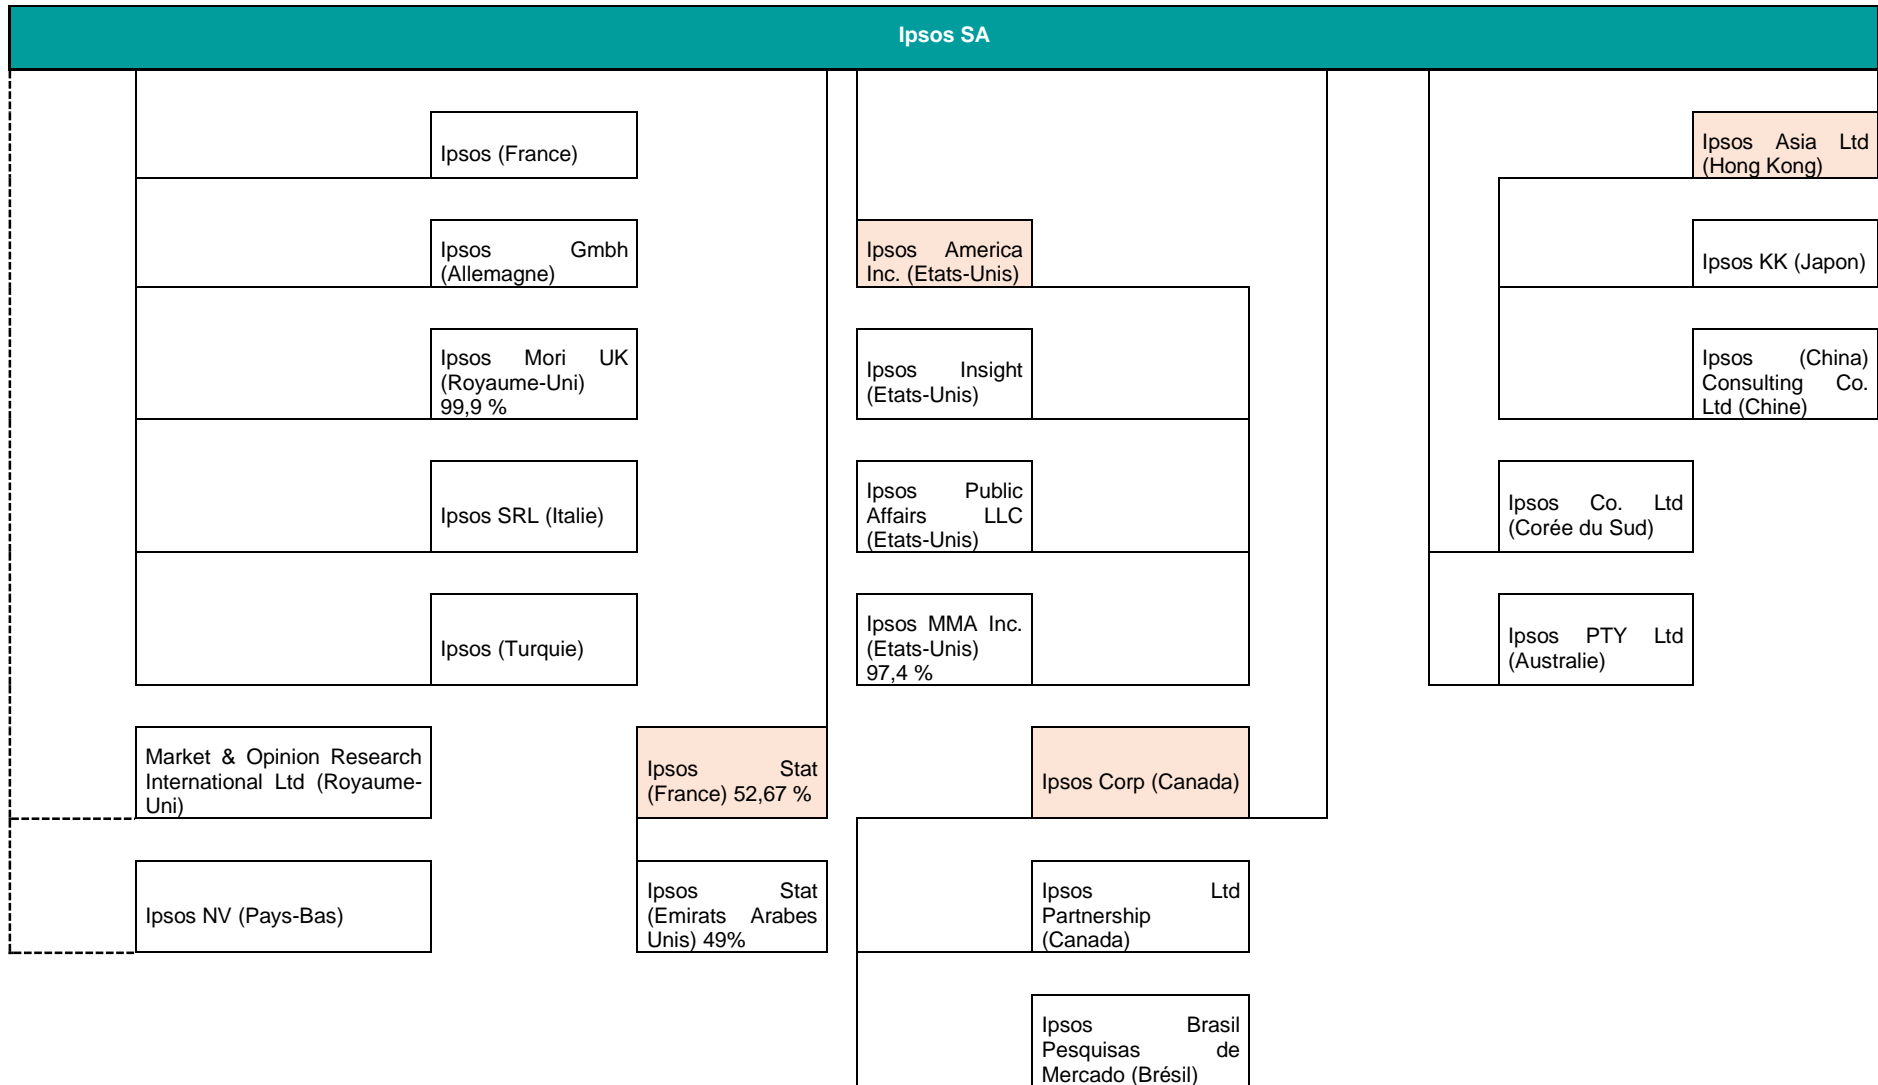 Ipsos SA
Ipsos (France)
Ipsos Asia Ltd
(Hong Kong)
Ipsos Gmbh
(Allemagne)
Ipsos America
Inc. (Etats-Unis)
Ipsos KK (Japon)
Ipsos Mori UK
(Royaume-Uni)
99,9 %
Ipsos Insight
(Etats-Unis)
Ipsos (China)
Consulting Co.
Ltd (Chine)
Ipsos SRL (Italie)
Ipsos Public
Affairs LLC
(Etats-Unis)
Ipsos Co. Ltd
(Corée du Sud)
Ipsos (Turquie)
Ipsos MMA Inc.
(Etats-Unis)
97,4 %
Ipsos PTY Ltd
(Australie)
Market & Opinion Research
International Ltd (Royaume-
Uni)
Ipsos Stat
(France) 52,67 %
Ipsos Corp (Canada)
Ipsos NV (Pays-Bas)
Ipsos Stat
(Emirats Arabes
Unis) 49%
Ipsos Ltd
Partnership
(Canada)
Ipsos Brasil
Pesquisas de
Mercado (Brésil)